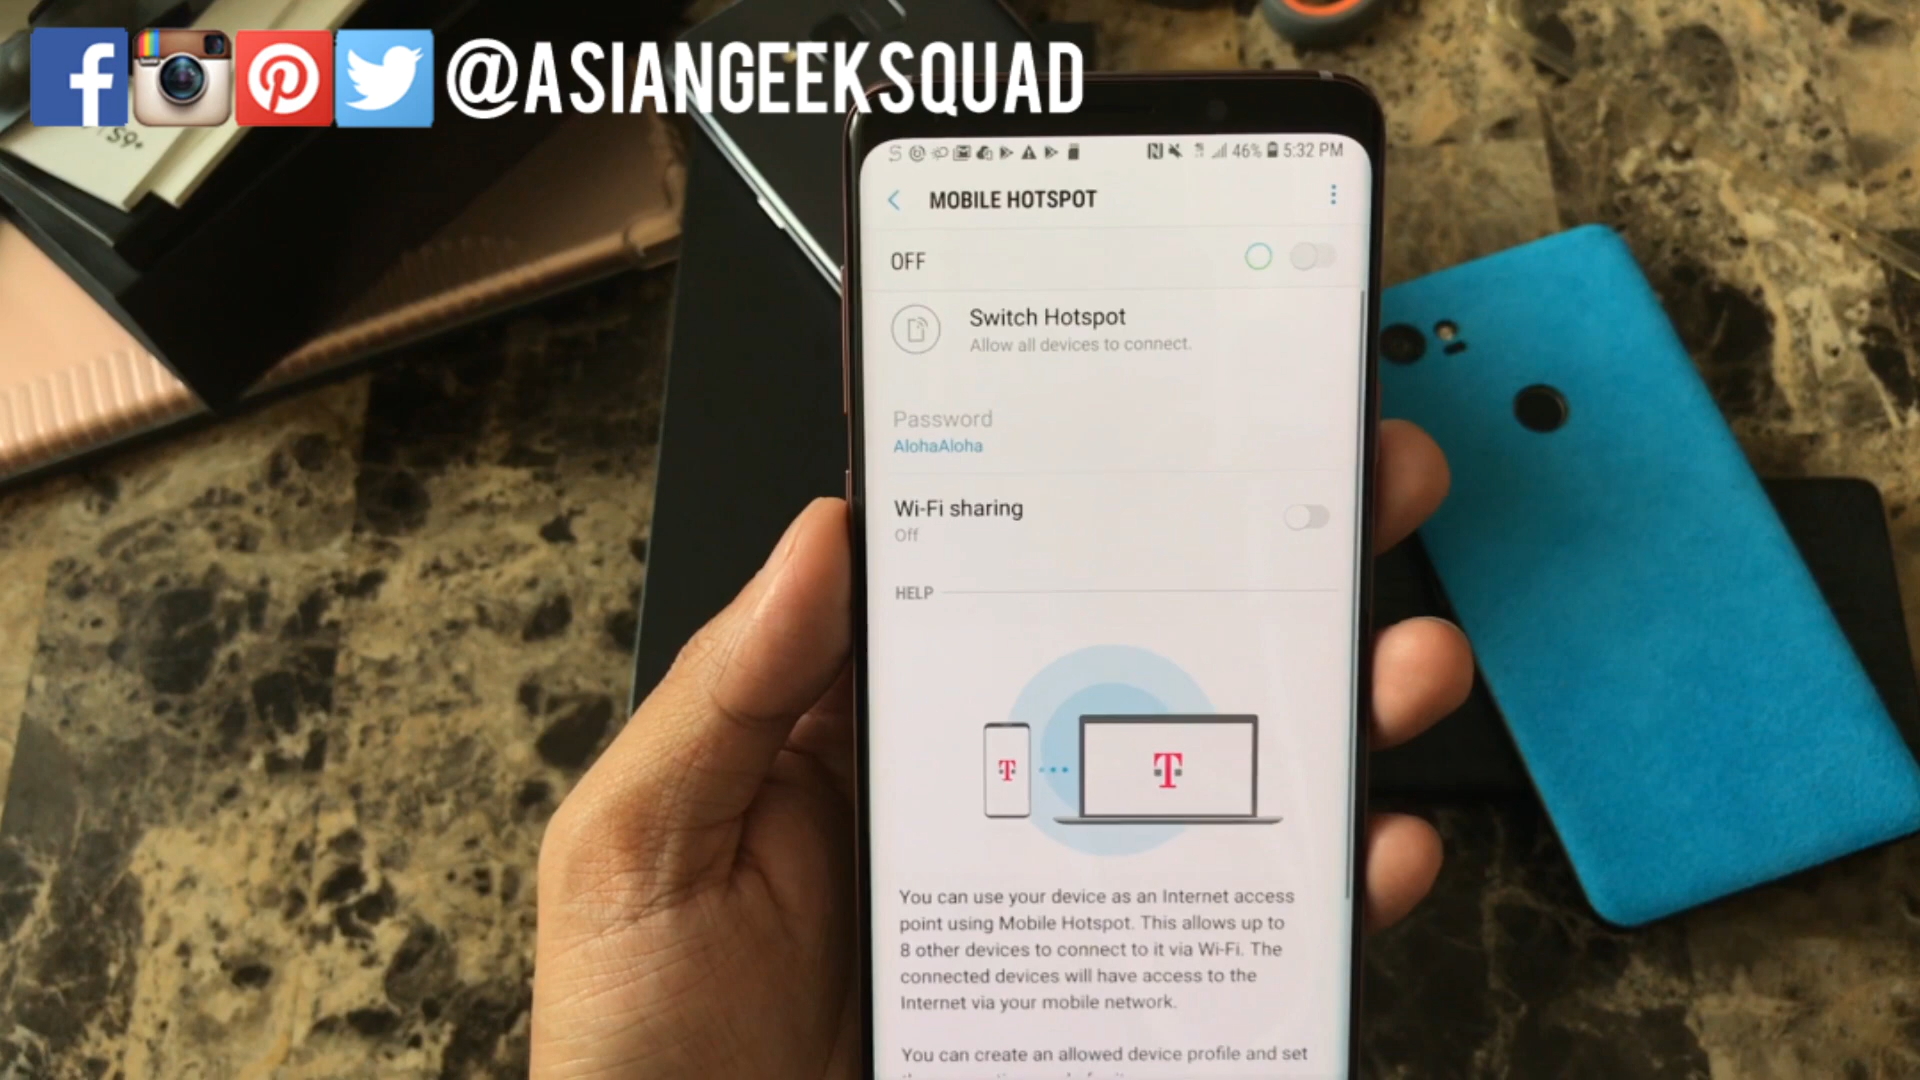 @ASIANGEEKSQUAD
S9+
46% 5:32 PM
MOBILE HOTSPOT
OFF
Switch Hotspot
Allow all devices to connect.
Password
AlohaAloha
Wi-Fi sharing
Off
HELP
T T
You can use your device as an Internet access
point using Mobile Hotspot. This allows up to
8 other devices to connect to it via Wi-Fi. The
connected devices will have access to the
Internet via your mobile network.
You can create an allowed device profile and set